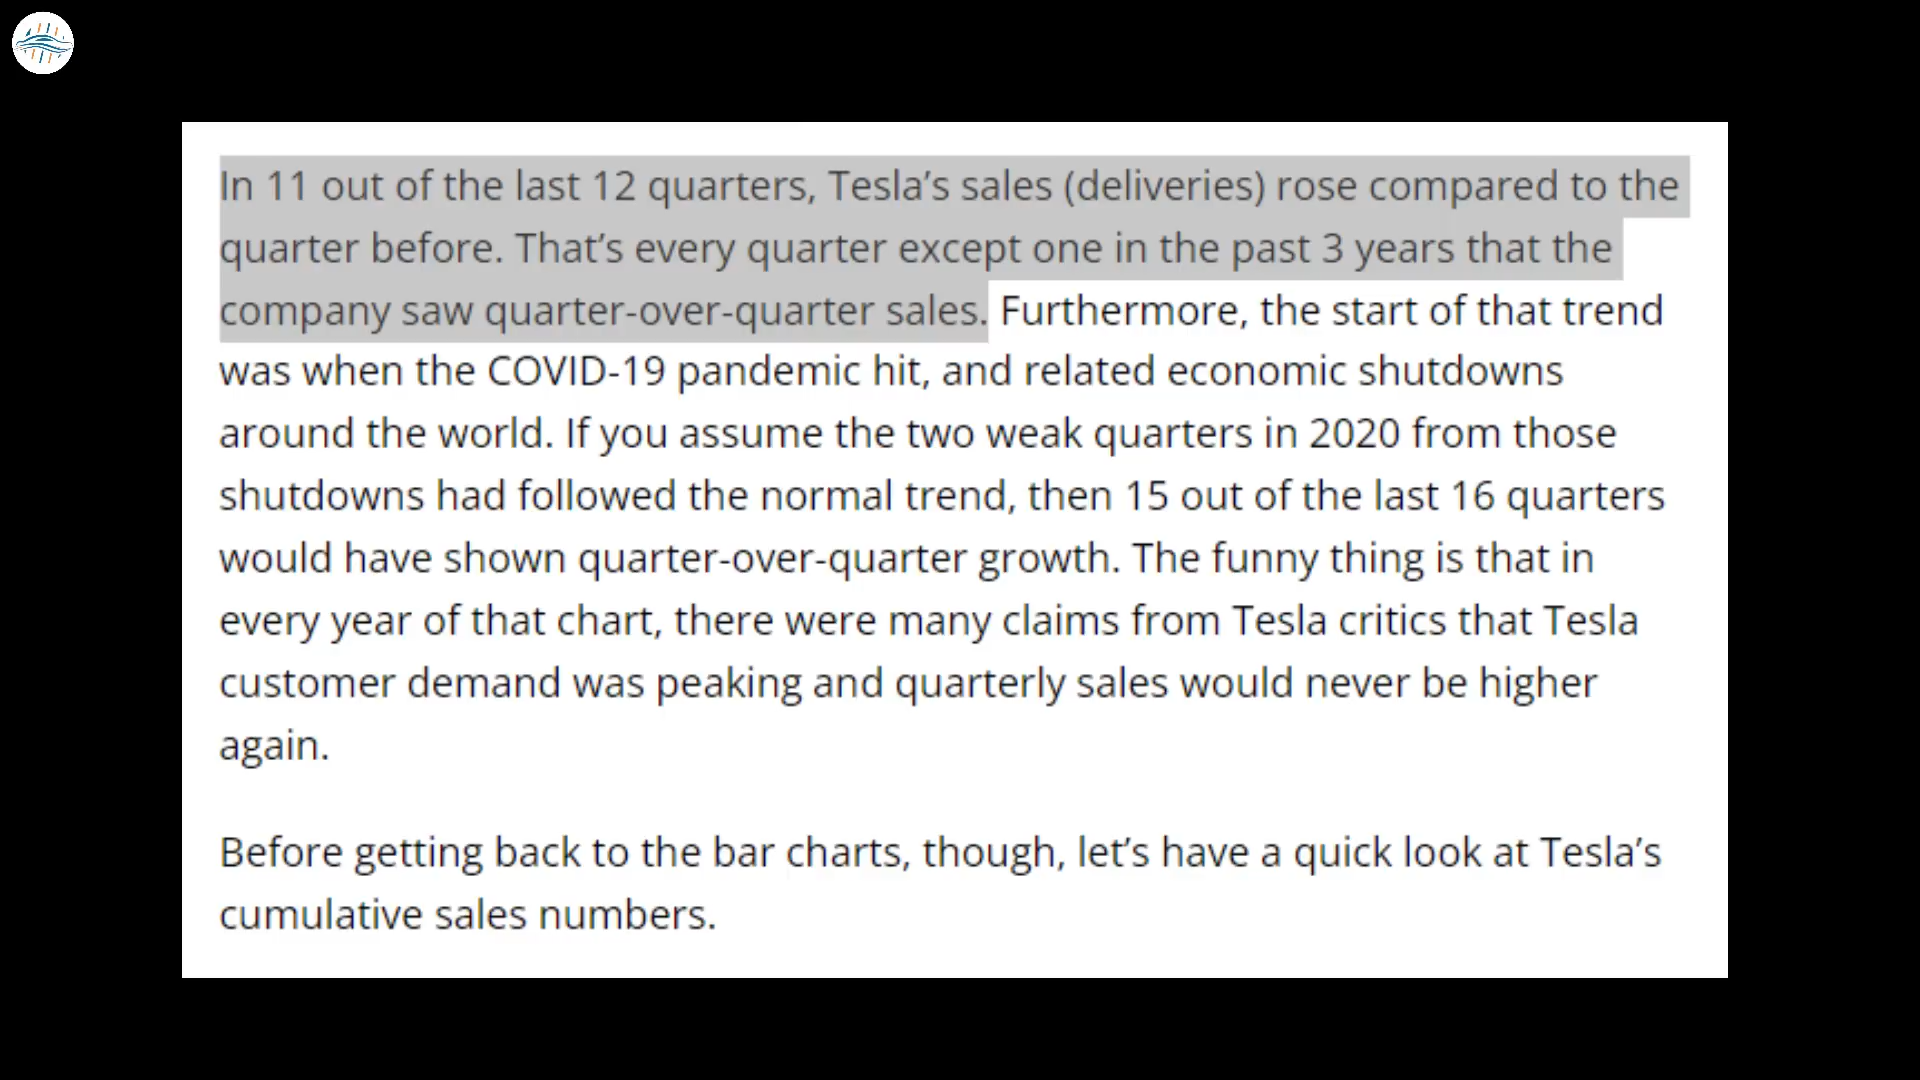 In 11 out of the last 12 quarters, Tesla’s sales (deliveries) rose compared to the
quarter before. That’s every quarter except one in the past 3 years that the
company saw quarter-over-quarter sales. Furthermore, the start of that trend
was when the COVID-19 pandemic hit, and related economic shutdowns
around the world. If you assume the two weak quarters in 2020 from those
shutdowns had followed the normal trend, then 15 out of the last 16 quarters
would have shown quarter-over-quarter growth. The funny thing is that in
every year of that chart, there were many claims from Tesla critics that Tesla
customer demand was peaking and quarterly sales would never be higher
again.
Before getting back to the bar charts, though, let’s have a quick look at Tesla’s
cumulative sales numbers.